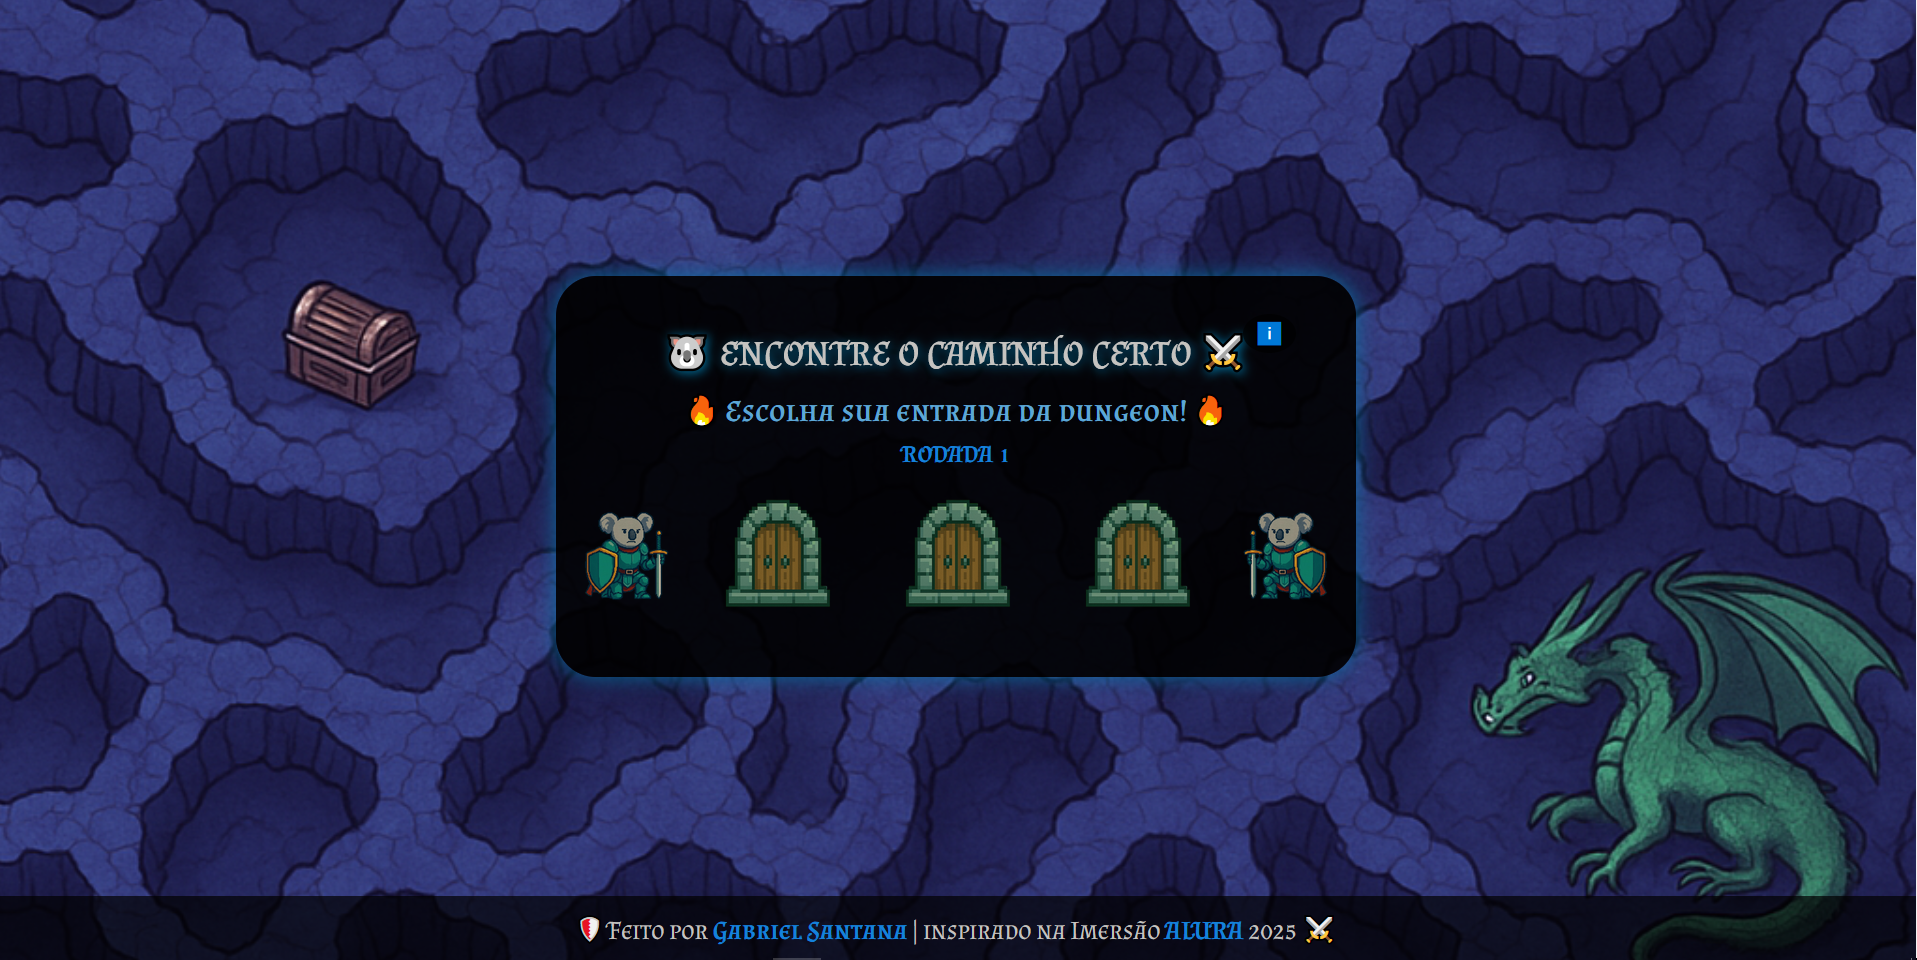 🐨 ENCONTRE O CAMINHO CERTO ⚔️ ℹ️
🔥 Escolha sua entrada da dungeon! 🔥
RODADA 1
🛡️ Feito por Gabriel Santana | inspirado na Imersão ALURA 2025 ⚔️